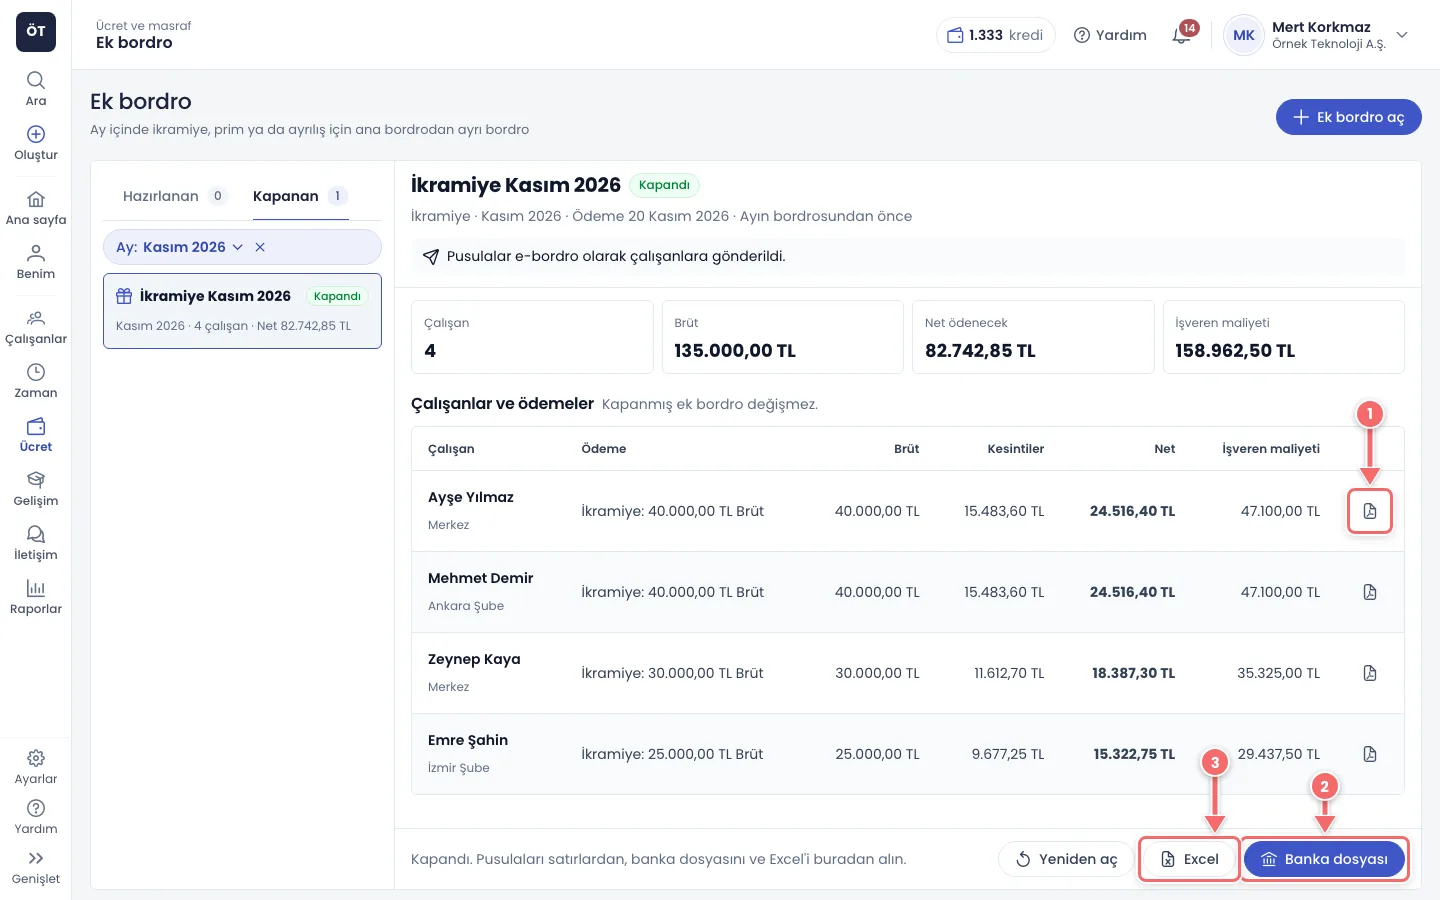 ÖT
Ara
Oluştur
Ana sayfa
Benim
Çalışanlar
Zaman
Ücret
Gelişim
İletişim
Raporlar
Ayarlar
Yardım
Genişlet
Ücret ve masraf
Ek bordro
1.333 kredi
Yardım
14
MK
Mert Korkmaz
Örnek Teknoloji A.Ş.
Ek bordro
Ay içinde ikramiye, prim ya da ayrılış için ana bordrodan ayrı bordro
Ek bordro aç
Hazırlanan 0
Kapanan 1
Ay: Kasım 2026
İkramiye Kasım 2026 Kapandı
Kasım 2026 · 4 çalışan · Net 82.742,85 TL
İkramiye Kasım 2026 Kapandı
İkramiye · Kasım 2026 · Ödeme 20 Kasım 2026 · Ayın bordrosundan önce
Pusulalar e-bordro olarak çalışanlara gönderildi.
Çalışan
4
Brüt
135.000,00 TL
Net ödenecek
82.742,85 TL
İşveren maliyeti
158.962,50 TL
Çalışanlar ve ödemeler Kapanmış ek bordro değişmez.
1
Çalışan Ödeme Brüt Kesintiler Net İşveren maliyeti
Ayşe Yılmaz
Merkez
İkramiye: 40.000,00 TL Brüt 40.000,00 TL 15.483,60 TL 24.516,40 TL 47.100,00 TL
Mehmet Demir
Ankara Şube
İkramiye: 40.000,00 TL Brüt 40.000,00 TL 15.483,60 TL 24.516,40 TL 47.100,00 TL
Zeynep Kaya
Merkez
İkramiye: 30.000,00 TL Brüt 30.000,00 TL 11.612,70 TL 18.387,30 TL 35.325,00 TL
Emre Şahin
İzmir Şube
İkramiye: 25.000,00 TL Brüt 25.000,00 TL 9.677,25 TL 15.322,75 TL 29.437,50 TL
3
2
Kapandı. Pusulaları satırlardan, banka dosyasını ve Excel'i buradan alın.
Yeniden aç
Excel
Banka dosyası